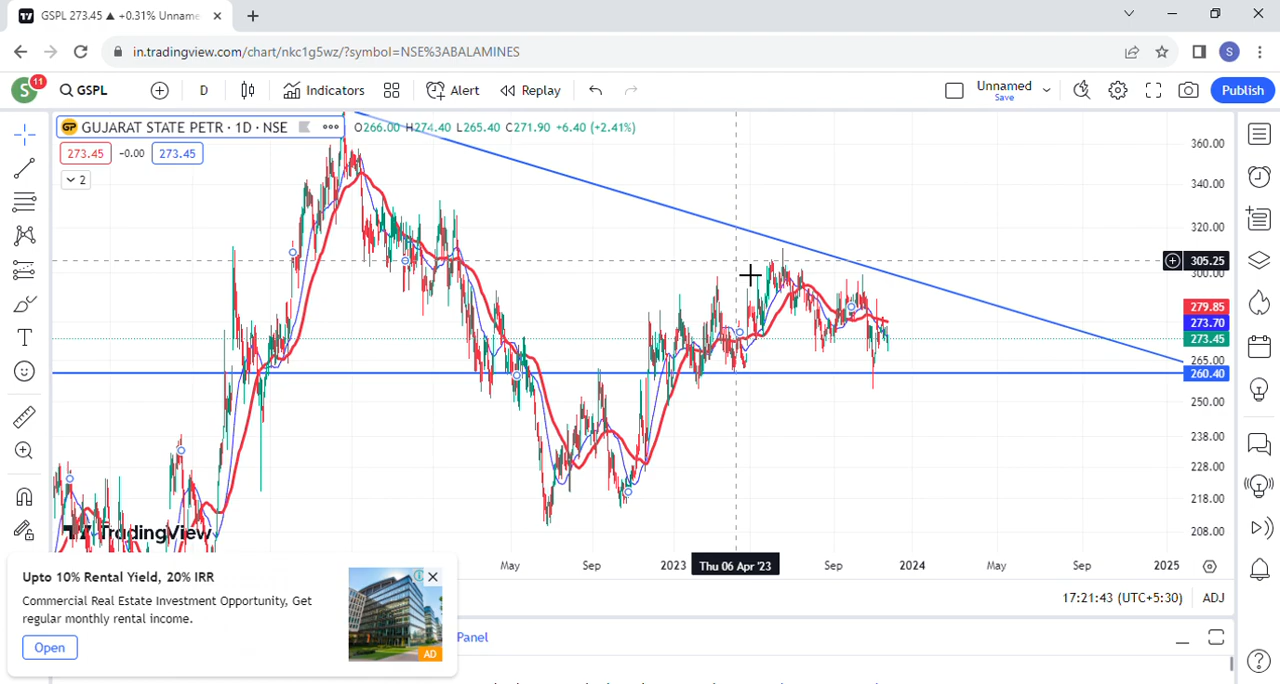 GSPL 273.45 ▲ +0.31% Unname
in.tradingview.com/chart/nkc1g5wz/?symbol=NSE%3ABALAMINES
S
S
11
GSPL
D
Indicators
Alert
Replay
Unnamed
Save
Publish
GUJARAT STATE PETR · 1D · NSE
O266.00 H274.40 L265.40 C271.90 +6.40 (+2.41%)
273.45
−0.00
273.45
2
360.00
340.00
320.00
305.25
300.00
279.85
273.70
273.45
265.00
260.40
250.00
238.00
228.00
218.00
208.00
TradingView
May
Sep
2023
Thu 06 Apr '23
Sep
2024
May
Sep
2025
17:21:43 (UTC+5:30)
ADJ
Upto 10% Rental Yield, 20% IRR
Commercial Real Estate Investment Opportunity, Get
regular monthly rental income.
Open
AD
Panel